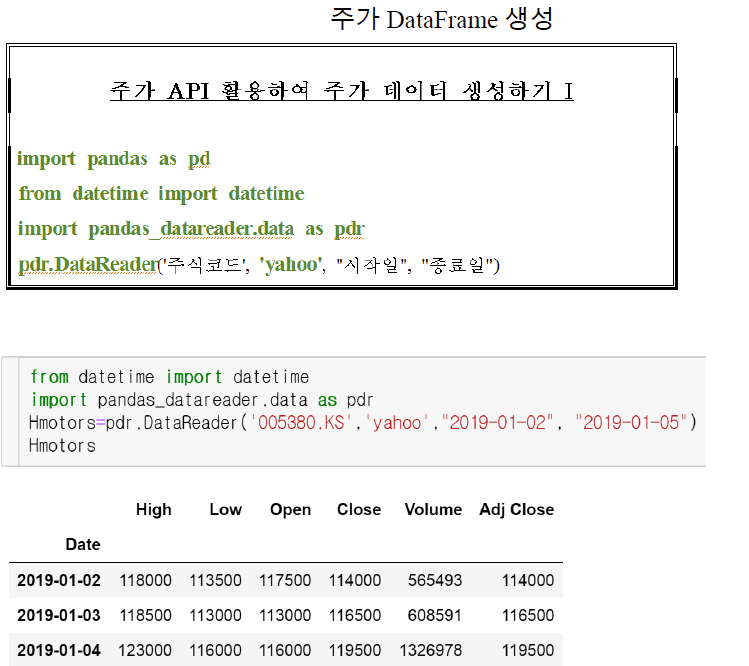 주가 DataFrame 생성
주가 API 활용하여 주가 데이터 생성하기 I
import pandas as pd
from datetime import datetime
import pandas_datareader.data as pdr
pdr.DataReader('주식코드', 'yahoo', "시작일", "종료일")
from datetime import datetime
import pandas_datareader.data as pdr
Hmotors=pdr.DataReader('005380.KS','yahoo',"2019-01-02", "2019-01-05")
Hmotors
High Low Open Close Volume Adj Close
Date
2019-01-02 118000 113500 117500 114000 565493 114000
2019-01-03 118500 113000 113000 116500 608591 116500
2019-01-04 123000 116000 116000 119500 1326978 119500